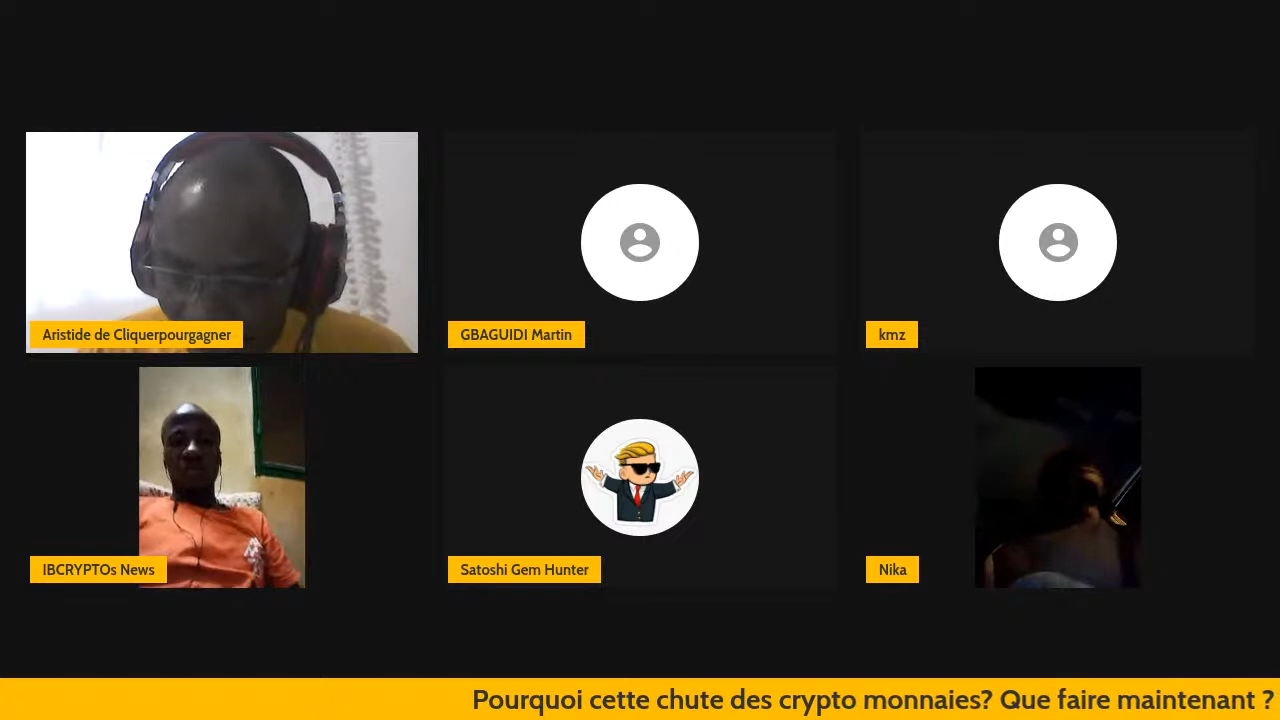 Aristide de Cliquerpourgagner
GBAGUIDI Martin
kmz
IBCRYPTOs News
Satoshi Gem Hunter
Nika
Pourquoi cette chute des crypto monnaies? Que faire maintenant ?